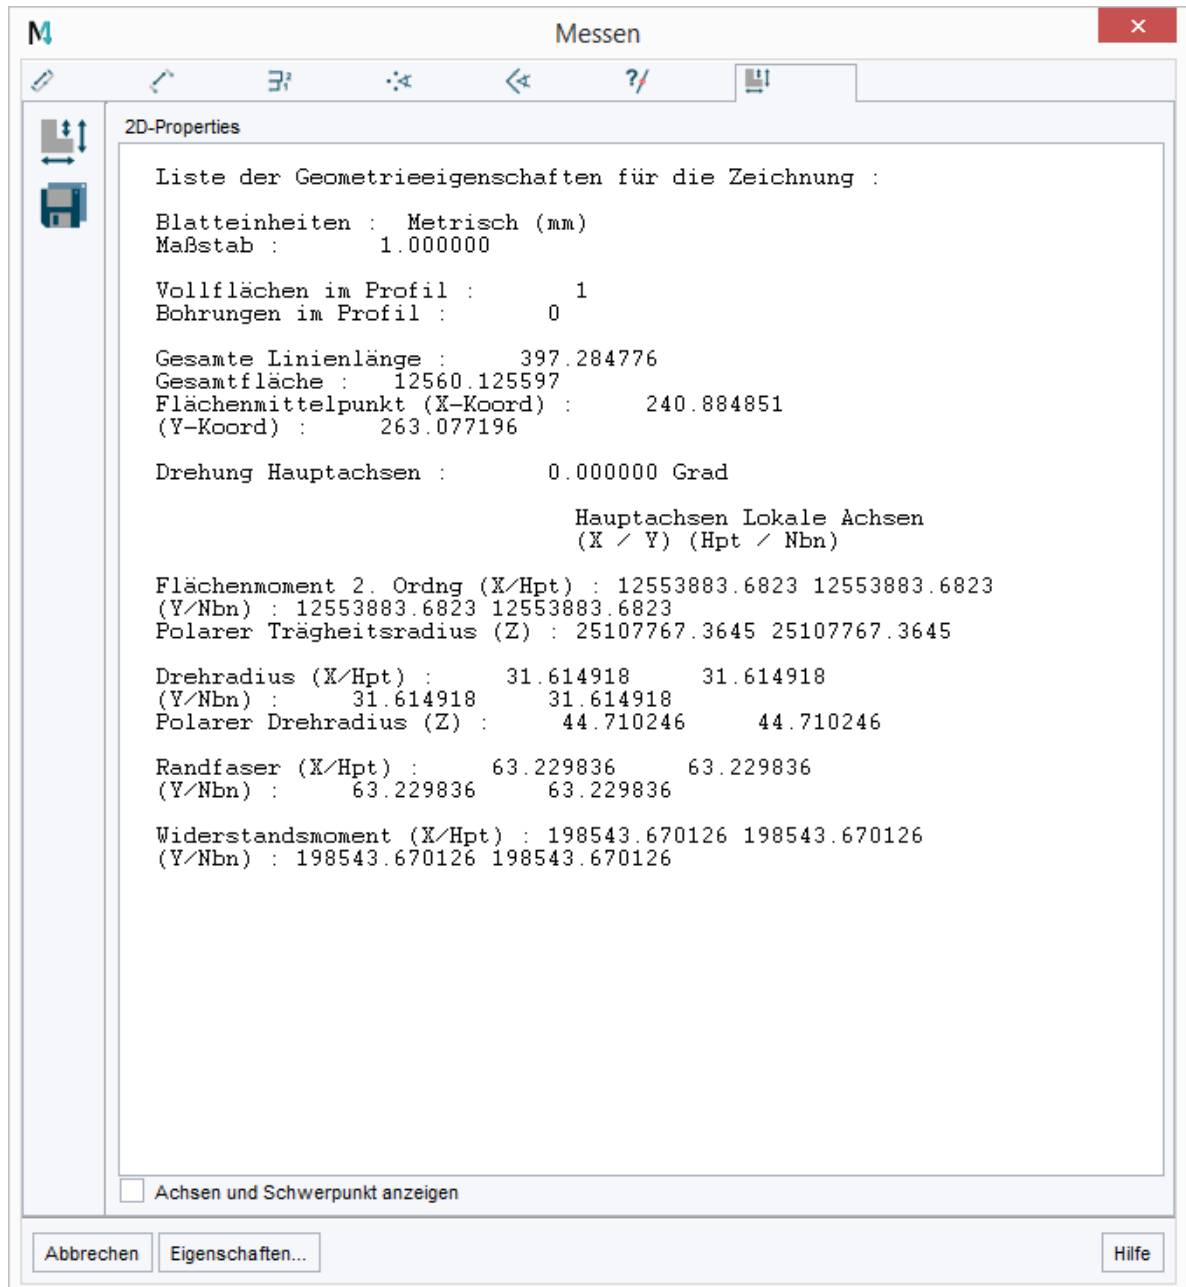 Messen
2D-Properties
Liste der Geometrieeigenschaften für die Zeichnung :
Blatteinheiten : Metrisch (mm)
Maßstab : 1.000000
Vollflächen im Profil : 1
Bohrungen im Profil : 0
Gesamte Linienlänge : 397.284776
Gesamtfläche : 12560.125597
Flächenmittelpunkt (X-Koord) : 240.884851
(Y-Koord) : 263.077196
Drehung Hauptachsen : 0.000000 Grad
Hauptachsen Lokale Achsen
(X / Y) (Hpt / Nbn)
Flächenmoment 2. Ordng (X/Hpt) : 12553883.6823 12553883.6823
(Y/Nbn) : 12553883.6823 12553883.6823
Polarer Trägheitsradius (Z) : 25107767.3645 25107767.3645
Drehradius (X/Hpt) : 31.614918 31.614918
(Y/Nbn) : 31.614918 31.614918
Polarer Drehradius (Z) : 44.710246 44.710246
Randfaser (X/Hpt) : 63.229836 63.229836
(Y/Nbn) : 63.229836 63.229836
Widerstandsmoment (X/Hpt) : 198543.670126 198543.670126
(Y/Nbn) : 198543.670126 198543.670126
Achsen und Schwerpunkt anzeigen
Abbrechen Eigenschaften... Hilfe